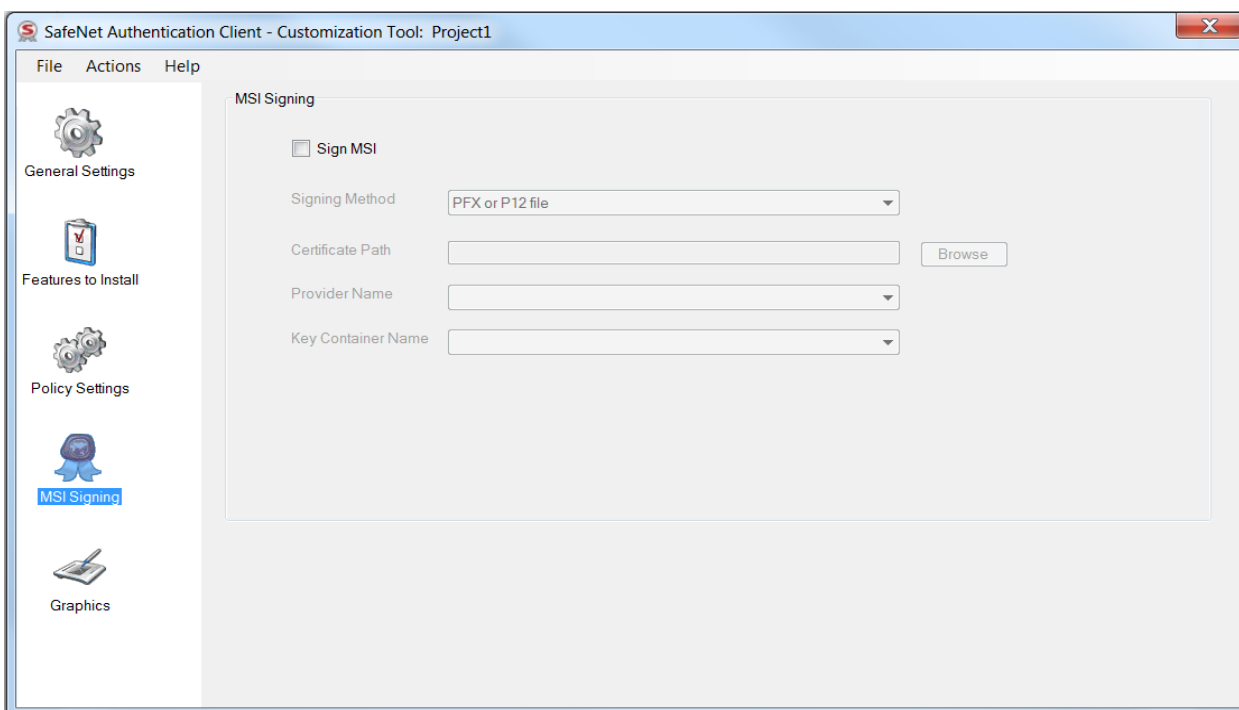 SafeNet Authentication Client - Customization Tool: Project1
File Actions Help
General Settings
Features to Install
Policy Settings
MSI Signing
Graphics
MSI Signing
Sign MSI
Signing Method PFX or P12 file
Certificate Path Browse
Provider Name
Key Container Name